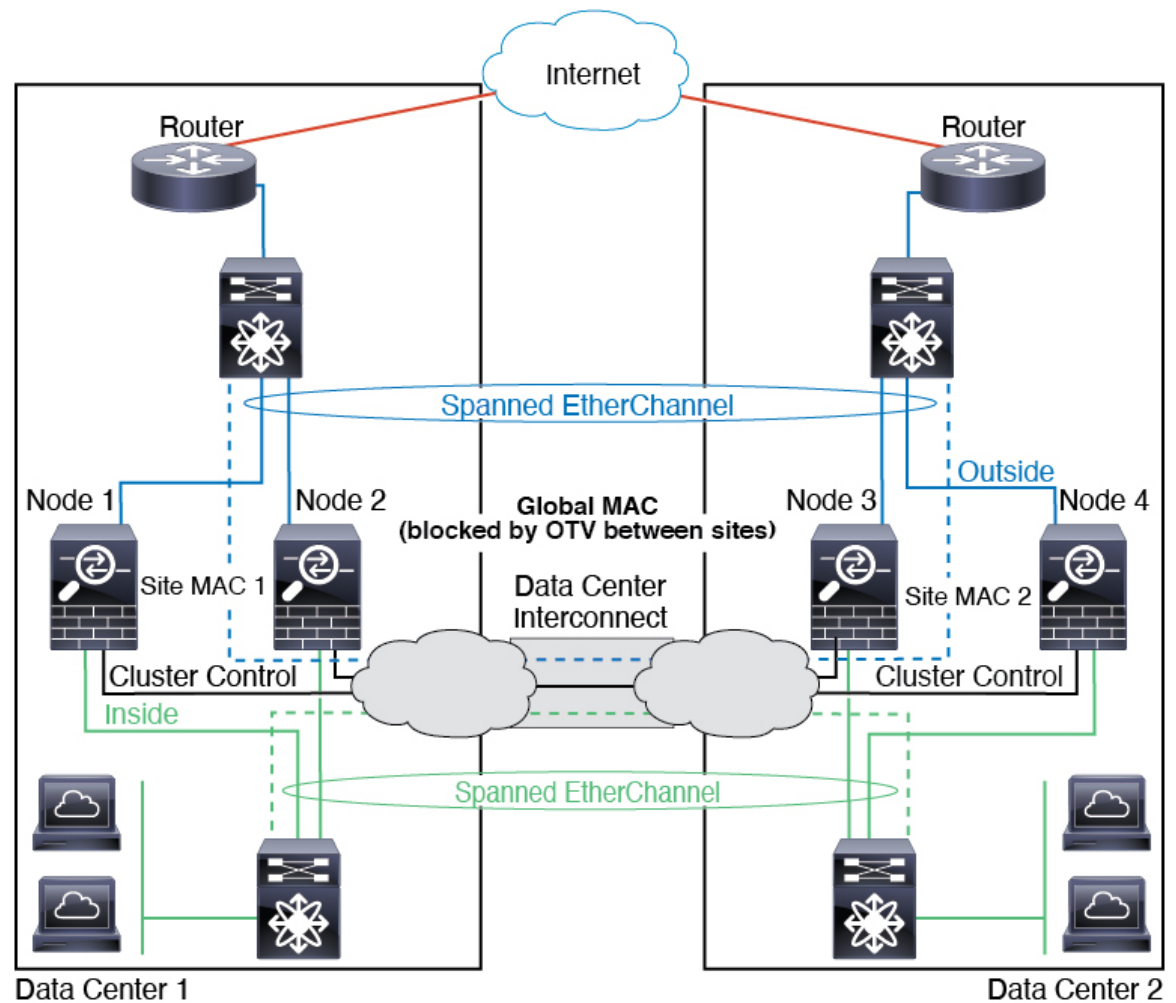 Internet
Router
Router
Spanned EtherChannel
Outside
Node 1
Node 2
Global MAC
(blocked by OTV between sites)
Node 3
Node 4
Site MAC 1
Data Center
Interconnect
Site MAC 2
Cluster Control
Cluster Control
Inside
Spanned EtherChannel
Data Center 1
Data Center 2